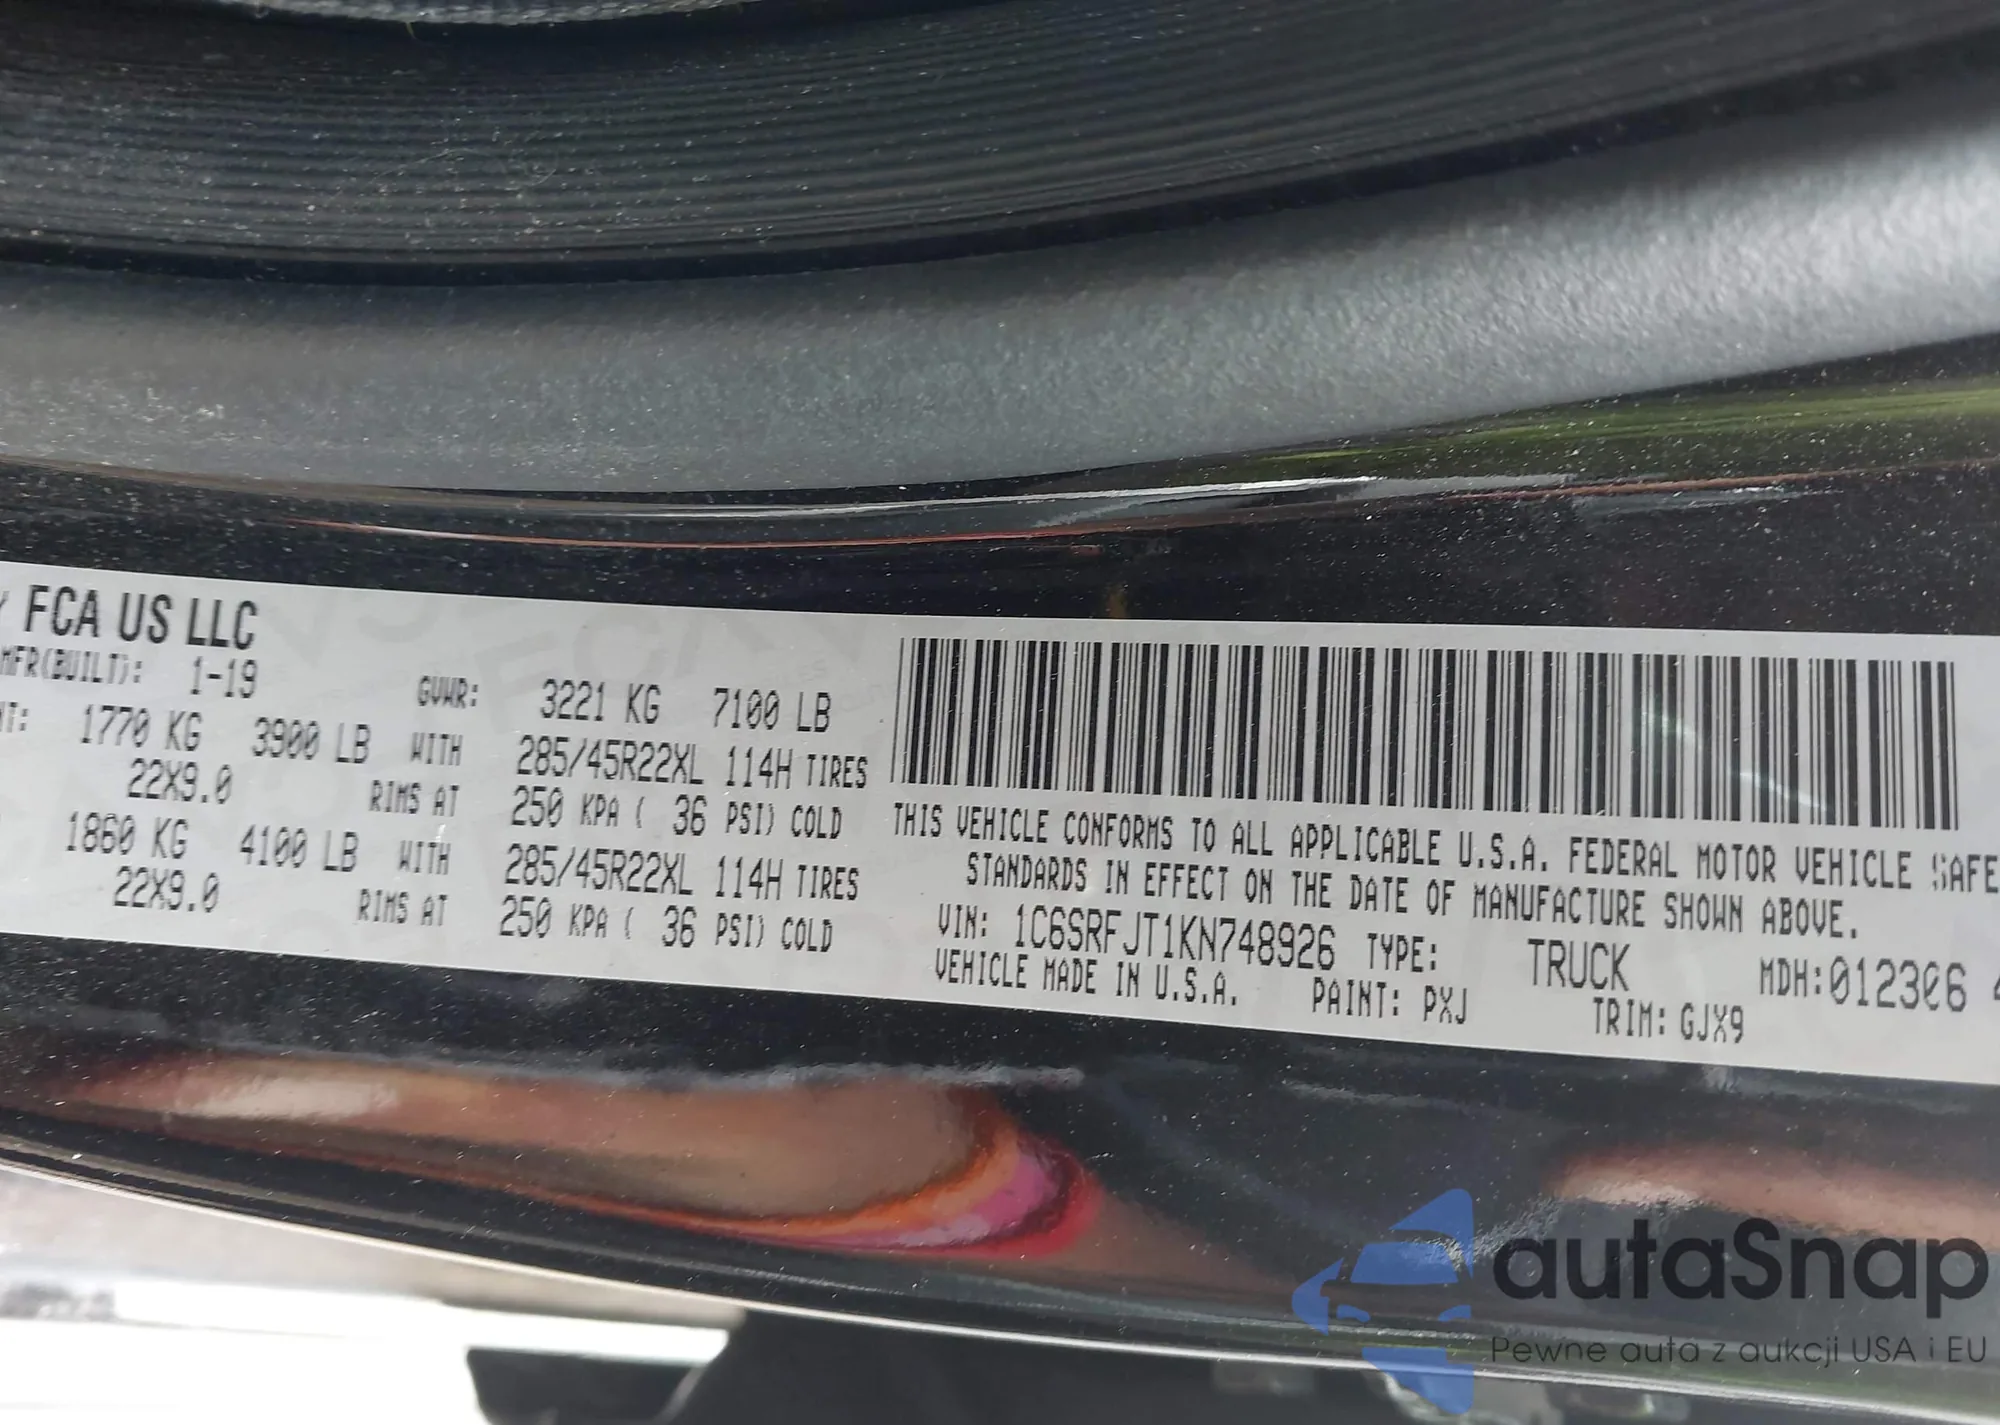 FCA US LLC
MFR(BUILT): 1-19
GVWR: 3221 KG 7100 LB
1770 KG 3900 LB WITH 285/45R22XL 114H TIRES
22X9.0 RIMS AT 250 KPA ( 36 PSI) COLD
1860 KG 4100 LB WITH 285/45R22XL 114H TIRES
22X9.0 RIMS AT 250 KPA ( 36 PSI) COLD
THIS VEHICLE CONFORMS TO ALL APPLICABLE U.S.A. FEDERAL MOTOR VEHICLE SAFE
STANDARDS IN EFFECT ON THE DATE OF MANUFACTURE SHOWN ABOVE.
VIN: 1C6SRFJT1KN748926 TYPE: TRUCK MDH:012306
VEHICLE MADE IN U.S.A. PAINT: PXJ TRIM: GJX9
autaSnap
Pewne auta z aukcji USA i EU